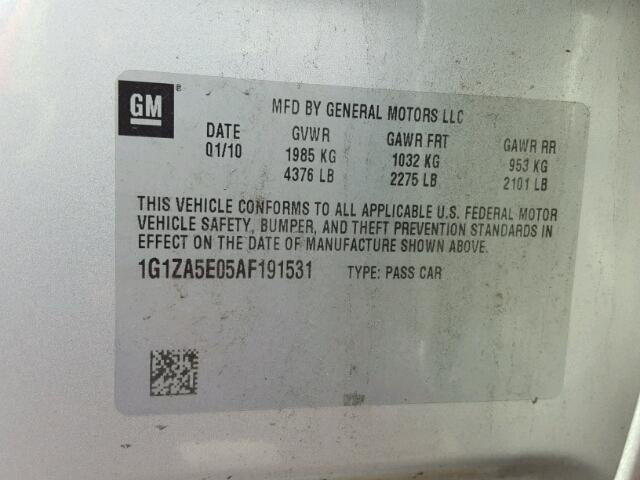 GM ®
MFD BY GENERAL MOTORS LLC
DATE GVWR GAWR FRT GAWR RR
01/10 1985 KG 1032 KG 953 KG
4376 LB 2275 LB 2101 LB
THIS VEHICLE CONFORMS TO ALL APPLICABLE U.S. FEDERAL MOTOR
VEHICLE SAFETY, BUMPER, AND THEFT PREVENTION STANDARDS IN
EFFECT ON THE DATE OF MANUFACTURE SHOWN ABOVE.
1G1ZA5E05AF191531 TYPE: PASS CAR